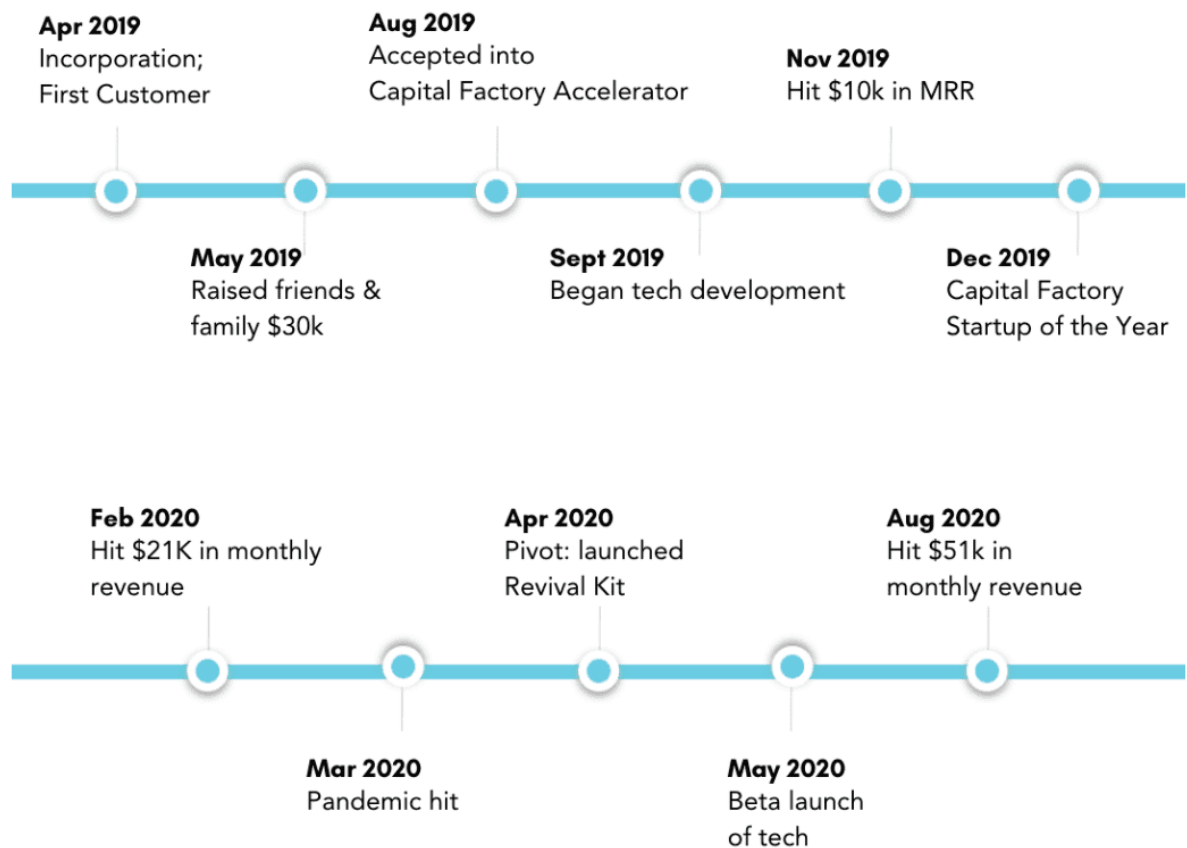 Apr 2019
Incorporation;
First Customer
May 2019
Raised friends &
family $30k
Aug 2019
Accepted into
Capital Factory Accelerator
Sept 2019
Began tech development
Nov 2019
Hit $10k in MRR
Dec 2019
Capital Factory
Startup of the Year
Feb 2020
Hit $21K in monthly
revenue
Mar 2020
Pandemic hit
Apr 2020
Pivot: launched
Revival Kit
May 2020
Beta launch
of tech
Aug 2020
Hit $51k in
monthly revenue